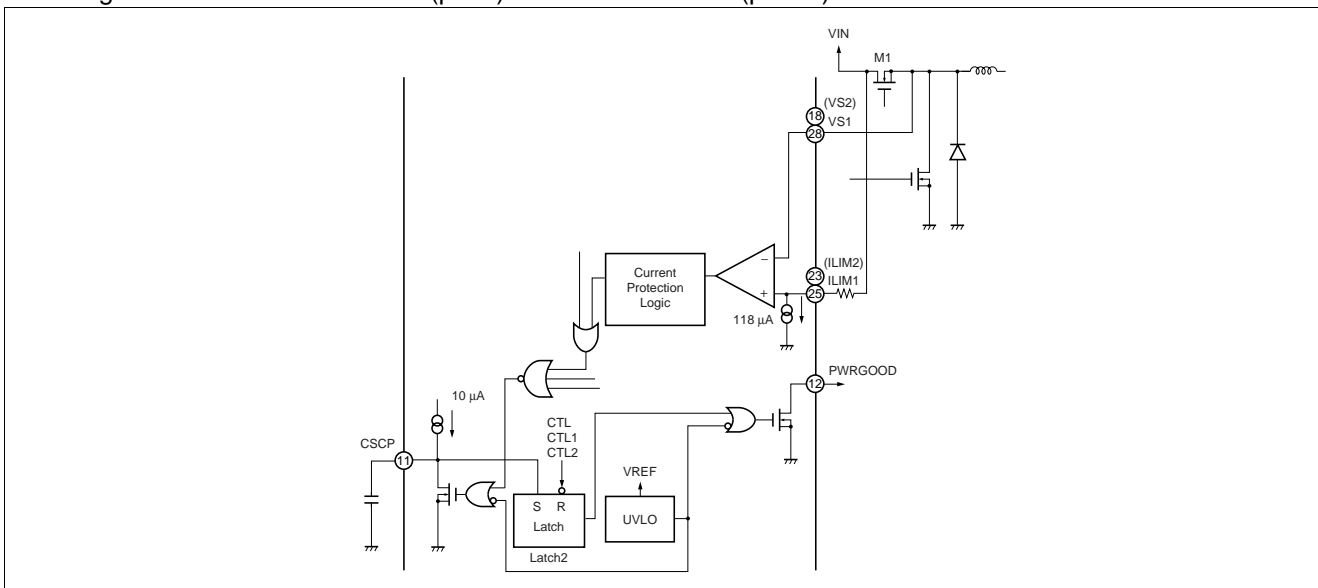 VIN
M1
(VS2)
18
VS1
28
(ILIM2)
23
ILIM1
25
−
+
Current
Protection
Logic
118 µA
PWRGOOD
12
10 µA
CTL
CTL1
CTL2
CSCP
11
VREF
S R
Latch
UVLO
Latch2